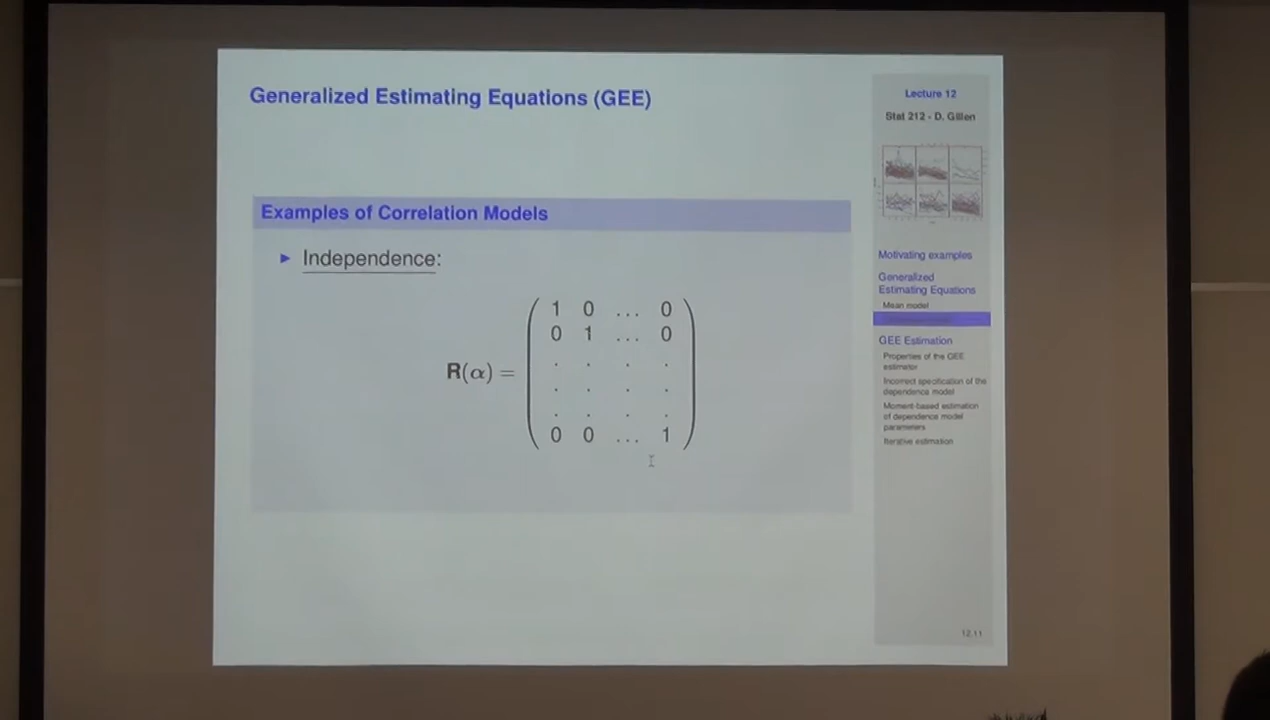 Generalized Estimating Equations (GEE)
Examples of Correlation Models
► Independence:
R(α) =
1 0 ... 0
0 1 ... 0
. . . .
. . . .
. . . .
0 0 ... 1
Lecture 12
Stat 212 - D. Gillen
Motivating examples
Generalized
Estimating Equations
Mean model
GEE Estimation
Properties of the GEE
estimator
Incorrect specification of the
dependence model
Moment-based estimation
of dependence model
parameters
Iterative estimation
12.11